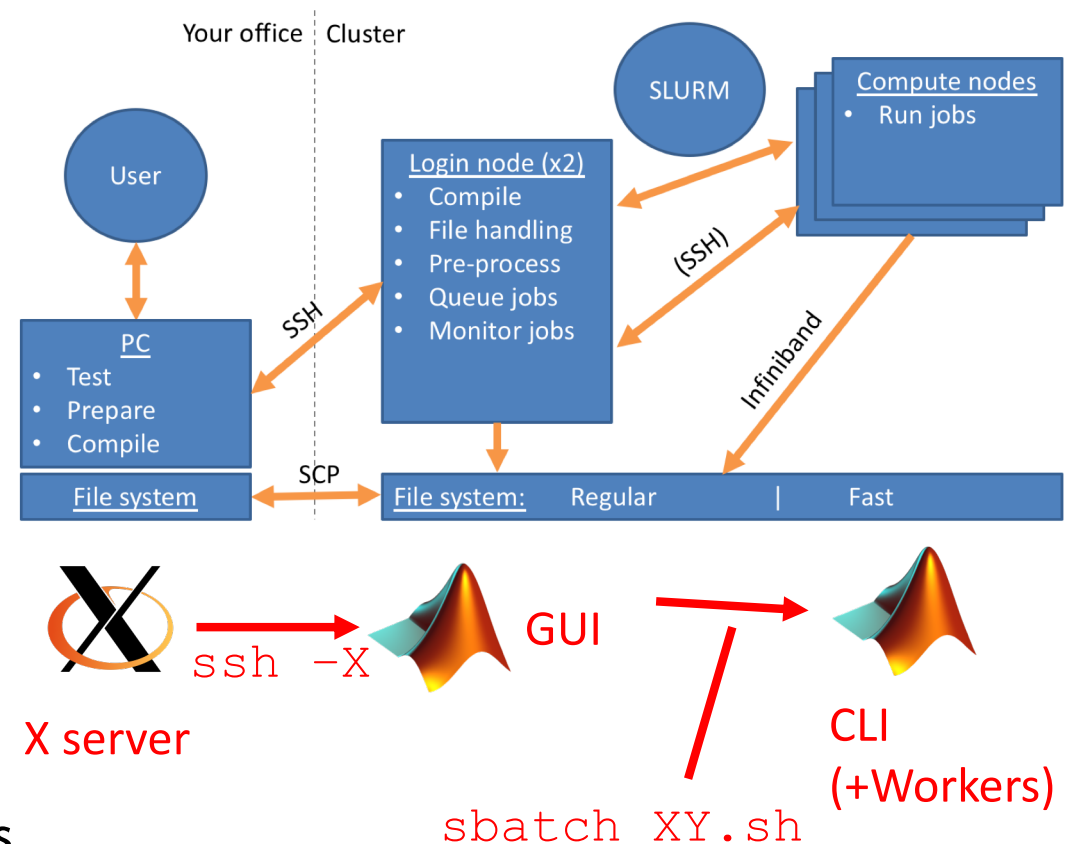 Your office
Cluster
User
SLURM
Compute nodes
• Run jobs
Login node (x2)
• Compile
• File handling
• Pre-process
• Queue jobs
• Monitor jobs
(SSH)
SSH
Infiniband
PC
• Test
• Prepare
• Compile
SCP
File system
File system: Regular | Fast
ssh -X
GUI
X server
CLI
(+Workers)
sbatch XY.sh
s